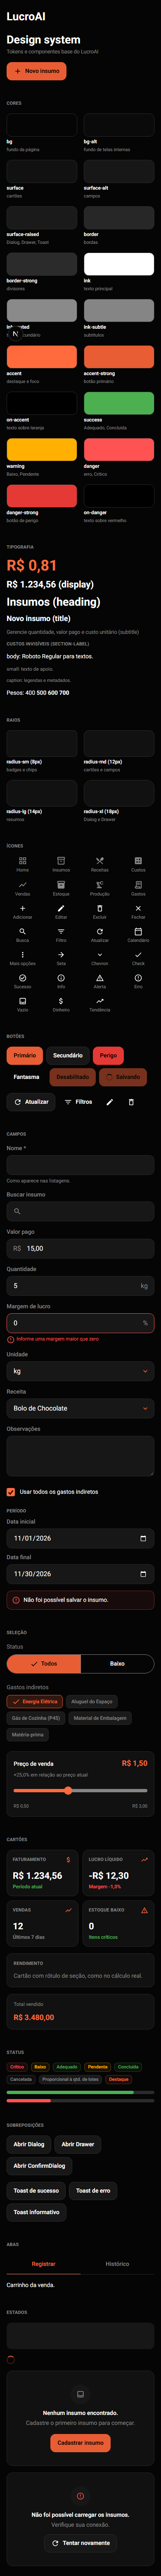 LucroAI
Design system
Tokens e componentes base do LucroAI
+ Novo insumo
CORES
bg
fundo da página
bg-alt
fundo de telas internas
surface
cartões
surface-alt
campos
surface-raised
Dialog, Drawer, Toast
border
bordas
border-strong
divisores
ink
texto principal
ink-subtle
subtítulos
accent
destaque e foco
accent-strong
botão primário
on-accent
texto sobre laranja
success
Adequado, Concluída
warning
Baixo, Pendente
danger
erro, Crítico
danger-strong
botão de perigo
on-danger
texto sobre vermelho
TIPOGRAFIA
R$ 0,81
R$ 1.234,56 (display)
Insumos (heading)
Novo insumo (title)
Gerencie quantidade, valor pago e custo unitário (subtitle)
CUSTOS INVISÍVEIS (SECTION-LABEL)
body: Roboto Regular para textos.
small: texto de apoio.
caption: legendas e metadados.
Pesos: 400 500 600 700
RAIOS
radius-sm (8px)
badges e chips
radius-md (12px)
cartões e campos
radius-lg (14px)
resumos
radius-xl (18px)
Dialog e Drawer
ÍCONES
Home
Insumos
Receitas
Custos
Vendas
Estoque
Produção
Gastos
Adicionar
Editar
Excluir
Fechar
Busca
Filtro
Atualizar
Calendário
Mais opções
Seta
Chevron
Check
Sucesso
Info
Alerta
Erro
Vazio
Dinheiro
Tendência
BOTÕES
Primário
Secundário
Perigo
Fantasma
Desabilitado
Salvando
Atualizar
Filtros
CAMPOS
Nome *
Como aparece nas listagens.
Buscar insumo
Valor pago
R$ 15,00
Quantidade
5 kg
Margem de lucro
0 %
Informe uma margem maior que zero
Unidade
kg
Receita
Bolo de Chocolate
Observações
Usar todos os gastos indiretos
PERÍODO
Data inicial
11/01/2026
Data final
11/30/2026
Não foi possível salvar o insumo.
SELEÇÃO
Status
Todos
Baixo
Gastos indiretos
Energia Elétrica
Aluguel do Espaço
Gás de Cozinha (P45)
Material de Embalagem
Matéria-prima
Preço de venda
R$ 1,50
+25,0% em relação ao preço atual
R$ 0,00
R$ 3,00
CARTÕES
FATURAMENTO
R$ 1.234,56
Período atual
LUCRO LÍQUIDO
-R$ 12,30
Margem -1,0%
VENDAS
12
Últimos 7 dias
ESTOQUE BAIXO
0
Itens críticos
RENDIMENTO
Cartão com rótulo de seção, como no cálculo real.
Total vendido
R$ 3.480,00
STATUS
Crítico
Baixo
Adequado
Pendente
Concluída
Cancelada
Proporcional à qtd. de lotes
Destaque
SOBREPOSIÇÕES
Abrir Dialog
Abrir Drawer
Abrir ConfirmDialog
Toast de sucesso
Toast de erro
Toast informativo
ABAS
Registrar
Histórico
Carrinho da venda.
ESTADOS
Nenhum insumo encontrado.
Cadastre o primeiro insumo para começar.
Cadastrar insumo
Não foi possível carregar os insumos.
Verifique sua conexão.
Tentar novamente